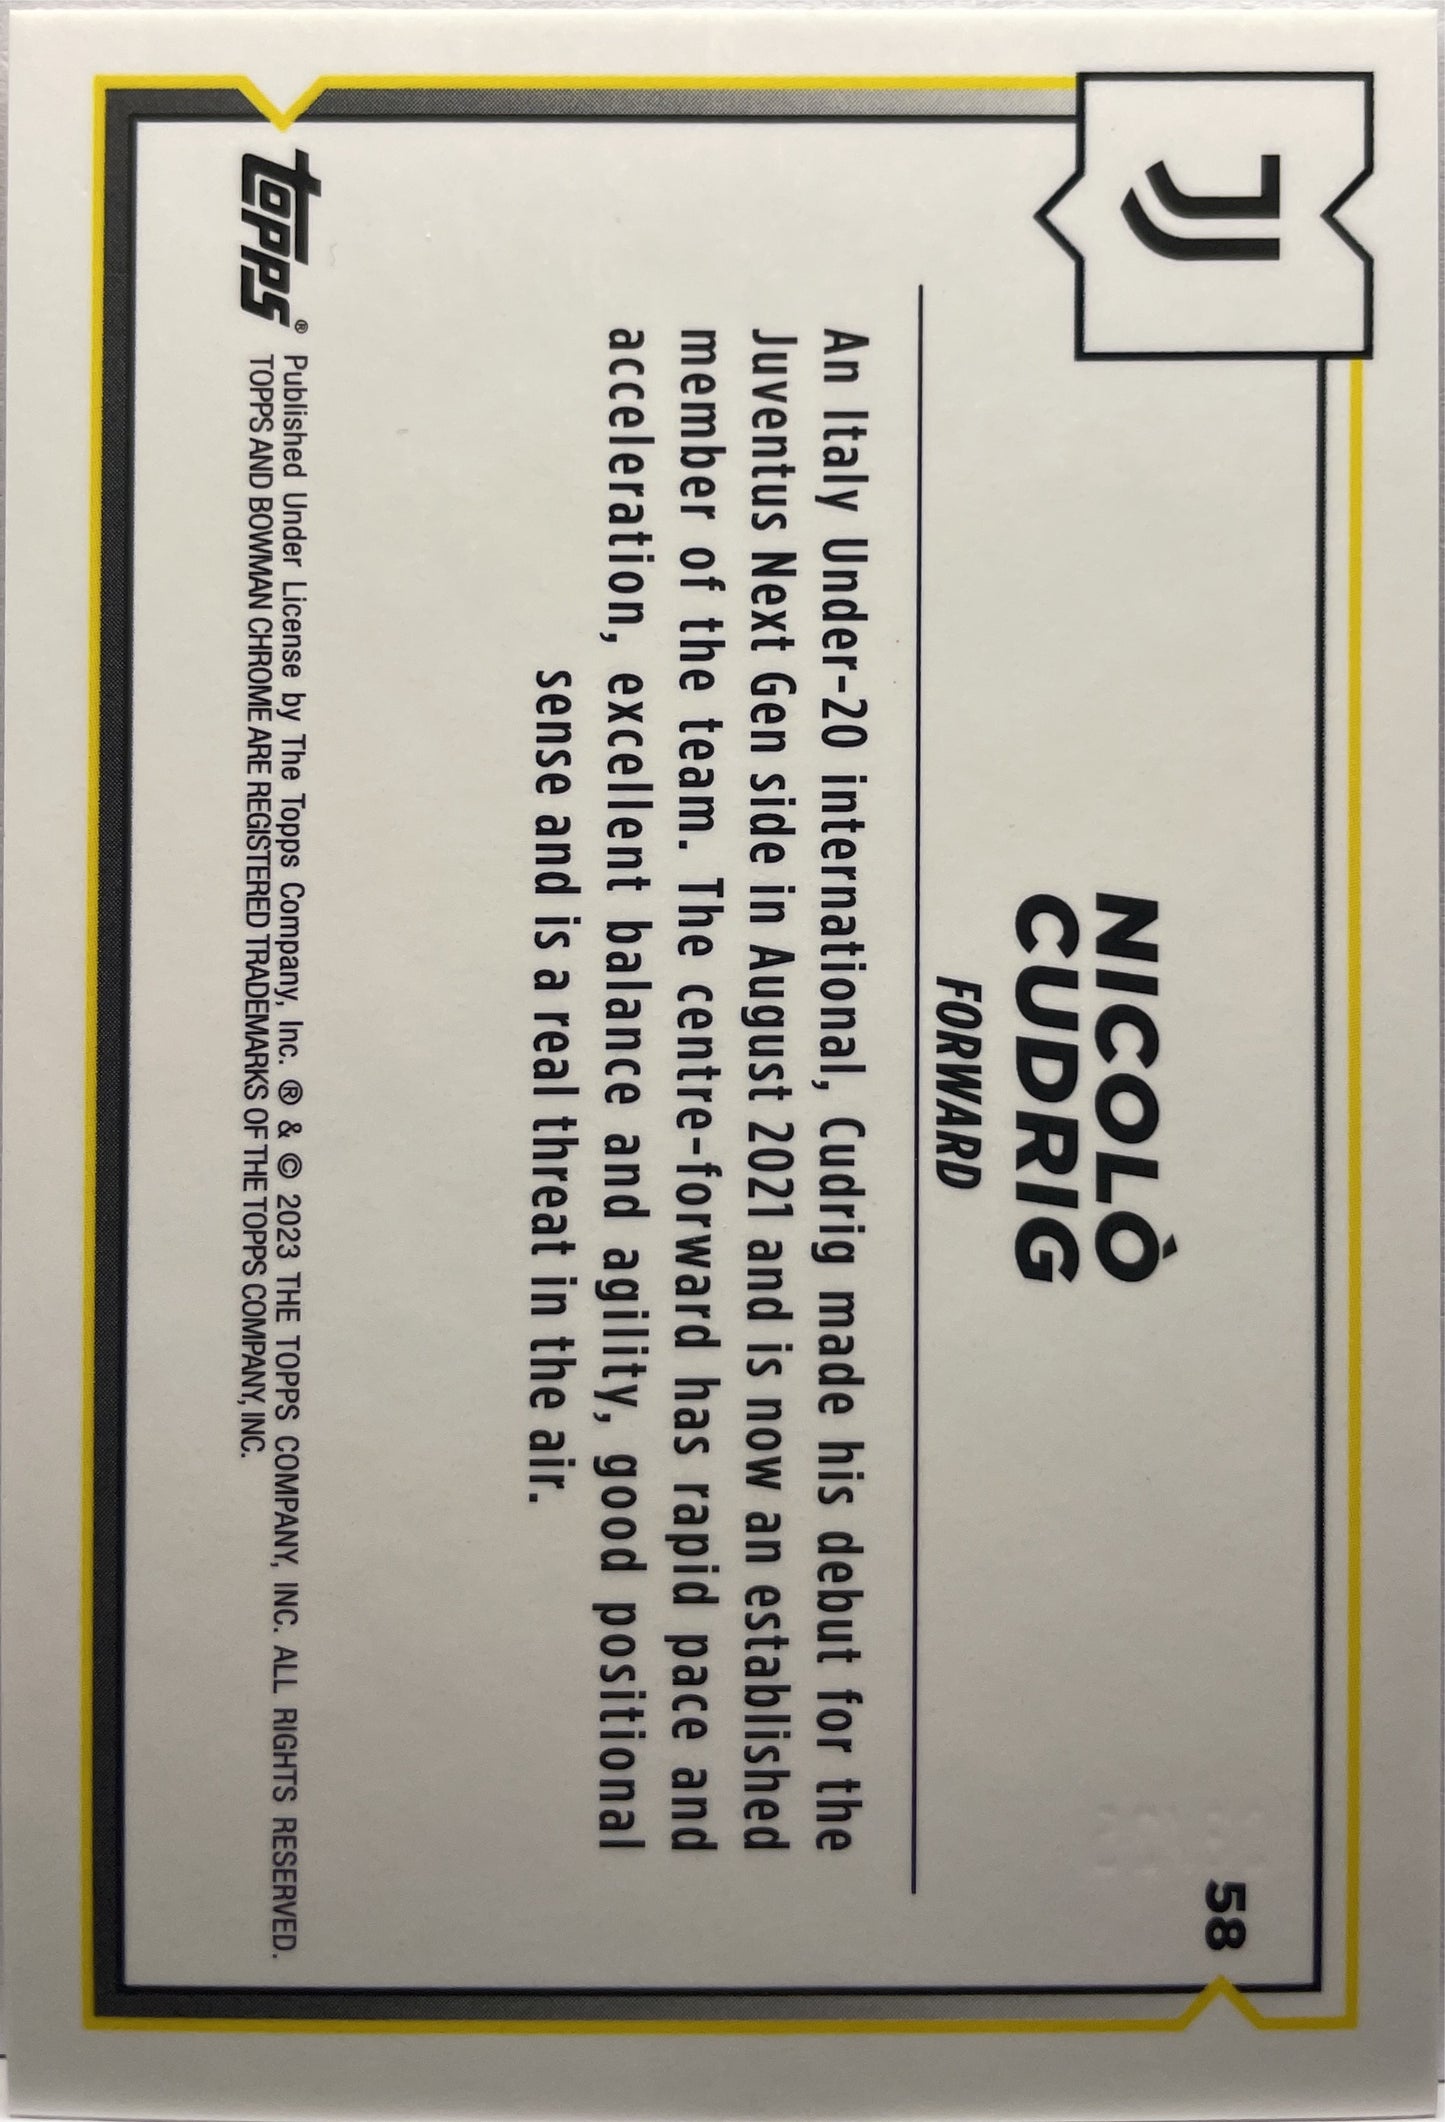 58
NICOLÒ
CUDRIG
FORWARD
An Italy Under-20 international, Cudrig made his debut for the
Juventus Next Gen side in August 2021 and is now an established
member of the team. The centre-forward has rapid pace and
acceleration, excellent balance and agility, good positional
sense and is a real threat in the air.
topps®
Published Under License by The Topps Company, Inc. ® & © 2023 THE TOPPS COMPANY, INC. ALL RIGHTS RESERVED.
TOPPS AND BOWMAN CHROME ARE REGISTERED TRADEMARKS OF THE TOPPS COMPANY, INC.